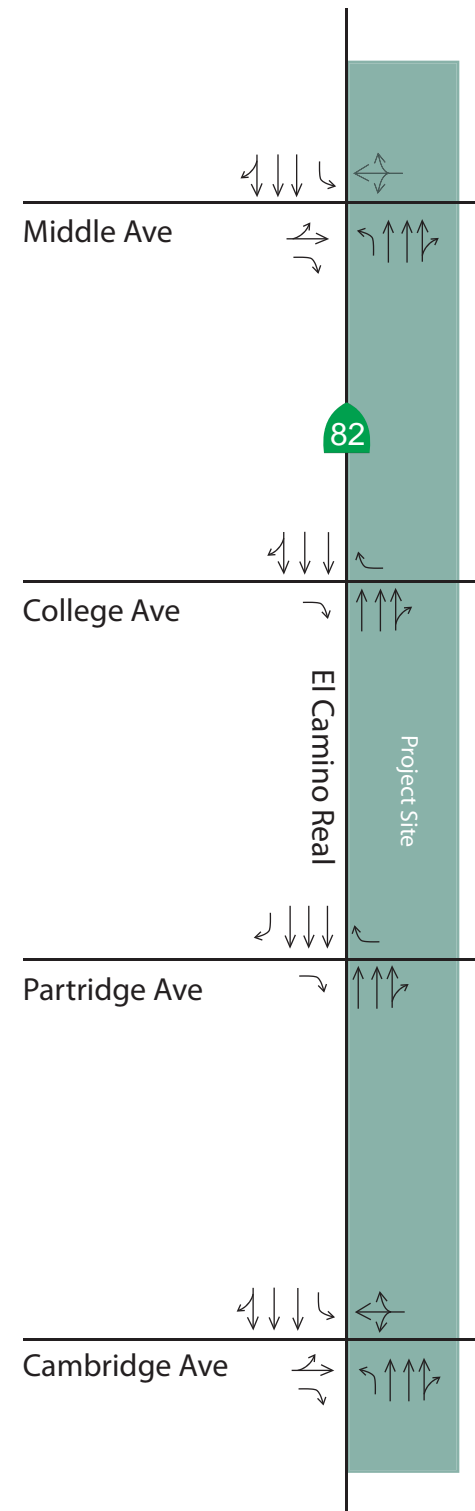 Middle Ave
82
College Ave
El Camino Real
Project Site
Partridge Ave
Cambridge Ave